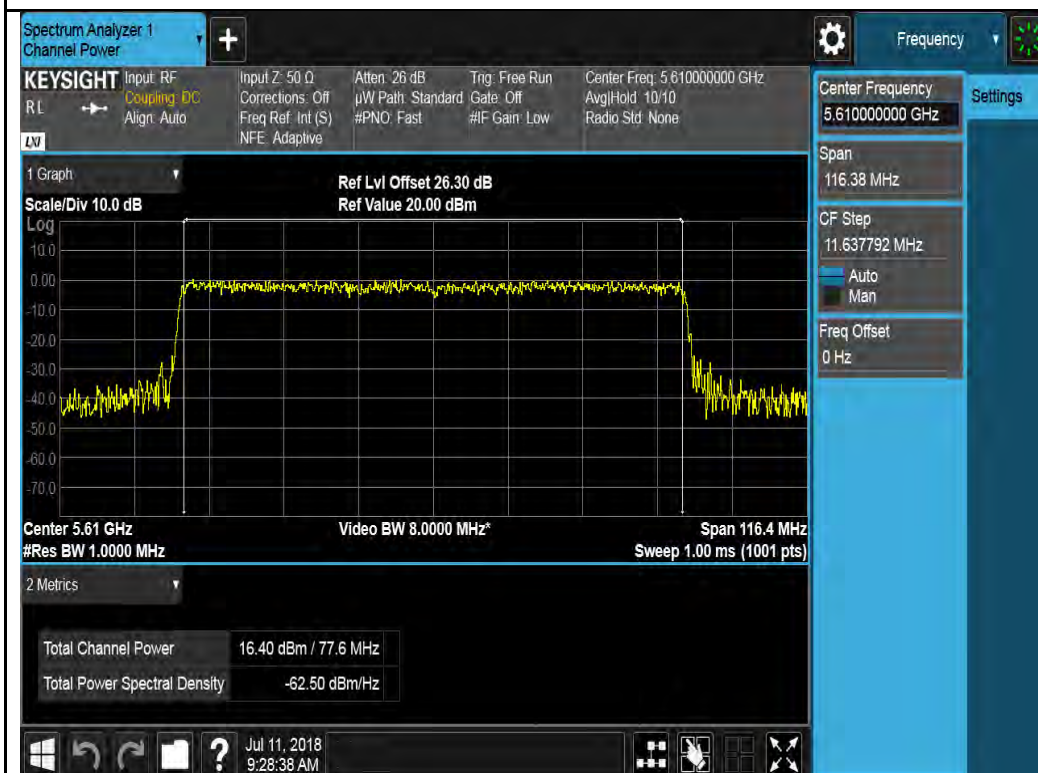 Spectrum Analyzer 1
Channel Power
+
Frequency
KEYSIGHT
R L
LXI
Input: RF
Coupling: DC
Align: Auto
Input Z: 50 Ω
Corrections: Off
Freq Ref: Int (S)
NFE: Adaptive
Atten: 26 dB
µW Path: Standard
#PNO: Fast
Trig: Free Run
Gate: Off
#IF Gain: Low
Center Freq: 5.610000000 GHz
Avg|Hold: 10/10
Radio Std: None
Center Frequency
5.610000000 GHz
Settings
Span
116.38 MHz
CF Step
11.637792 MHz
Auto
Man
Freq Offset
0 Hz
1 Graph
Scale/Div 10.0 dB
Ref Lvl Offset 26.30 dB
Ref Value 20.00 dBm
Log
10.0
0.00
-10.0
-20.0
-30.0
-40.0
-50.0
-60.0
-70.0
Center 5.61 GHz
Video BW 8.0000 MHz*
Span 116.4 MHz
#Res BW 1.0000 MHz
Sweep 1.00 ms (1001 pts)
2 Metrics
Total Channel Power 16.40 dBm / 77.6 MHz
Total Power Spectral Density -62.50 dBm/Hz
?
Jul 11, 2018
9:28:38 AM